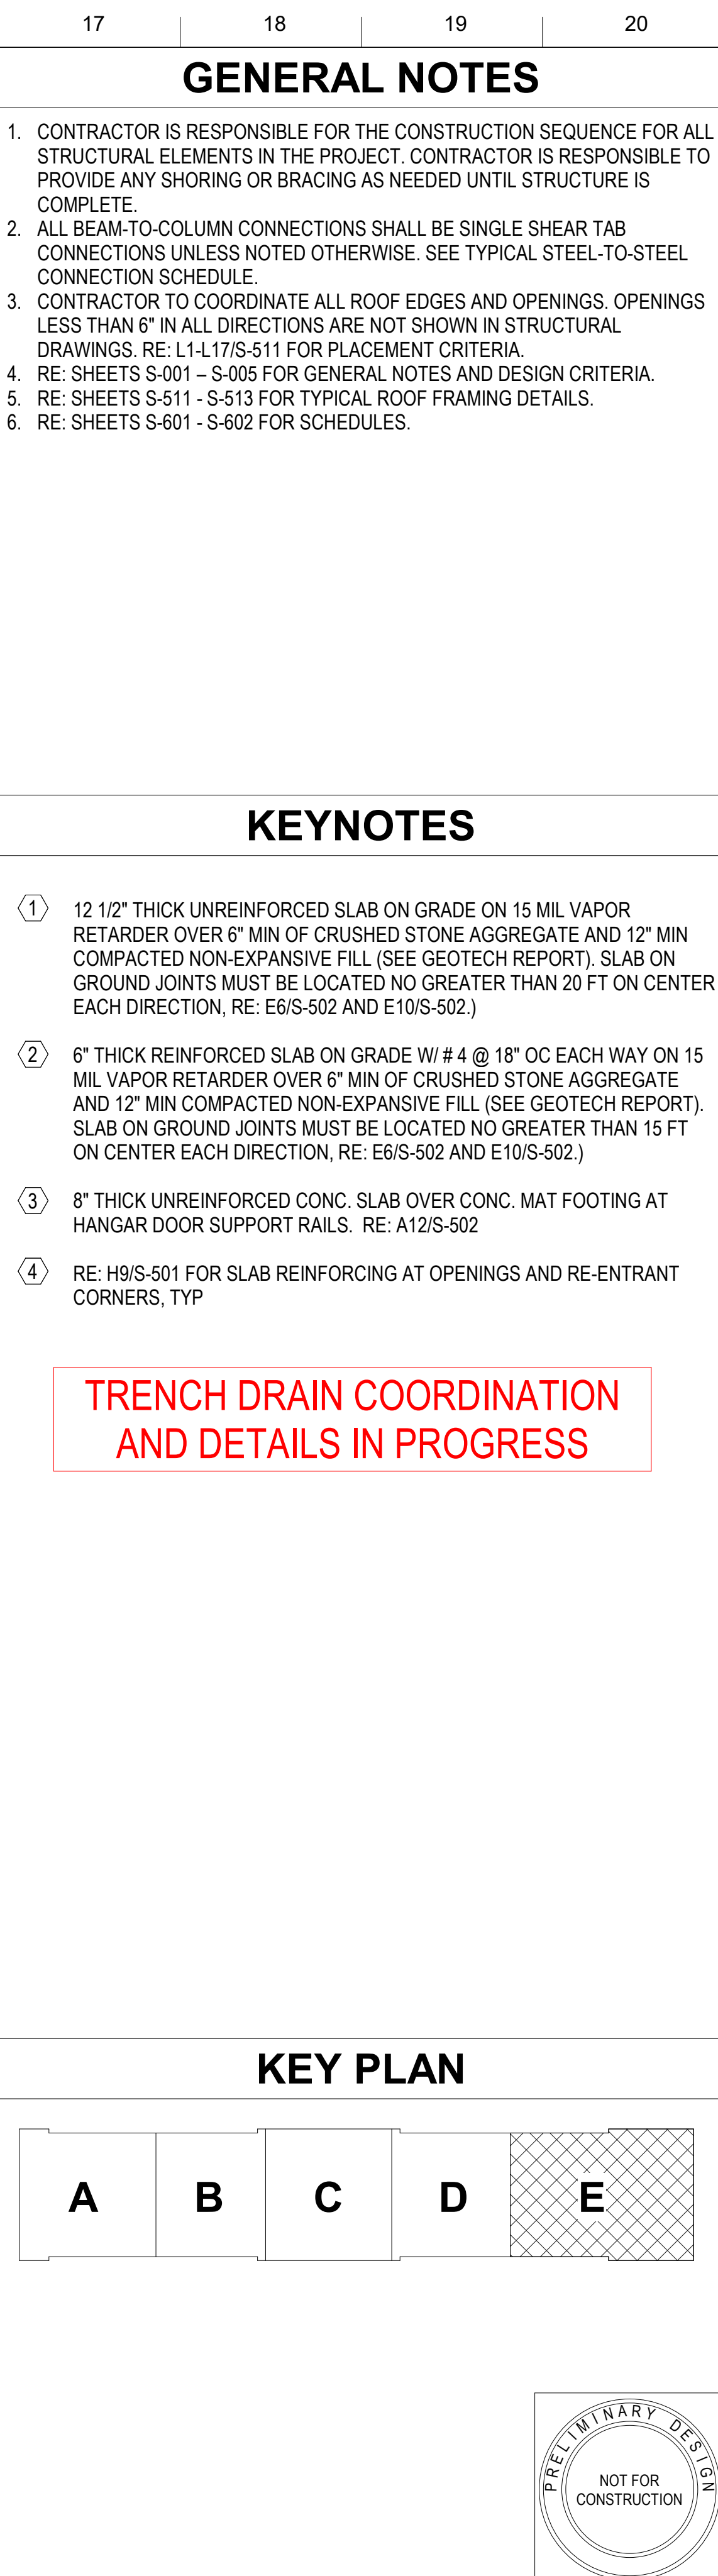 17 18 19 20
GENERAL NOTES
1. CONTRACTOR IS RESPONSIBLE FOR THE CONSTRUCTION SEQUENCE FOR ALL
STRUCTURAL ELEMENTS IN THE PROJECT. CONTRACTOR IS RESPONSIBLE TO
PROVIDE ANY SHORING OR BRACING AS NEEDED UNTIL STRUCTURE IS
COMPLETE.
2. ALL BEAM-TO-COLUMN CONNECTIONS SHALL BE SINGLE SHEAR TAB
CONNECTIONS UNLESS NOTED OTHERWISE. SEE TYPICAL STEEL-TO-STEEL
CONNECTION SCHEDULE.
3. CONTRACTOR TO COORDINATE ALL ROOF EDGES AND OPENINGS. OPENINGS
LESS THAN 6" IN ALL DIRECTIONS ARE NOT SHOWN IN STRUCTURAL
DRAWINGS. RE: L1-L17/S-511 FOR PLACEMENT CRITERIA.
4. RE: SHEETS S-001 – S-005 FOR GENERAL NOTES AND DESIGN CRITERIA.
5. RE: SHEETS S-511 - S-513 FOR TYPICAL ROOF FRAMING DETAILS.
6. RE: SHEETS S-601 - S-602 FOR SCHEDULES.
KEYNOTES
1 12 1/2" THICK UNREINFORCED SLAB ON GRADE ON 15 MIL VAPOR
RETARDER OVER 6" MIN OF CRUSHED STONE AGGREGATE AND 12" MIN
COMPACTED NON-EXPANSIVE FILL (SEE GEOTECH REPORT). SLAB ON
GROUND JOINTS MUST BE LOCATED NO GREATER THAN 20 FT ON CENTER
EACH DIRECTION, RE: E6/S-502 AND E10/S-502.)
2 6" THICK REINFORCED SLAB ON GRADE W/ # 4 @ 18" OC EACH WAY ON 15
MIL VAPOR RETARDER OVER 6" MIN OF CRUSHED STONE AGGREGATE
AND 12" MIN COMPACTED NON-EXPANSIVE FILL (SEE GEOTECH REPORT).
SLAB ON GROUND JOINTS MUST BE LOCATED NO GREATER THAN 15 FT
ON CENTER EACH DIRECTION, RE: E6/S-502 AND E10/S-502.)
3 8" THICK UNREINFORCED CONC. SLAB OVER CONC. MAT FOOTING AT
HANGAR DOOR SUPPORT RAILS. RE: A12/S-502
4 RE: H9/S-501 FOR SLAB REINFORCING AT OPENINGS AND RE-ENTRANT
CORNERS, TYP
TRENCH DRAIN COORDINATION
AND DETAILS IN PROGRESS
KEY PLAN
A B C D E
PRELIMINARY DESIGN
NOT FOR
CONSTRUCTION